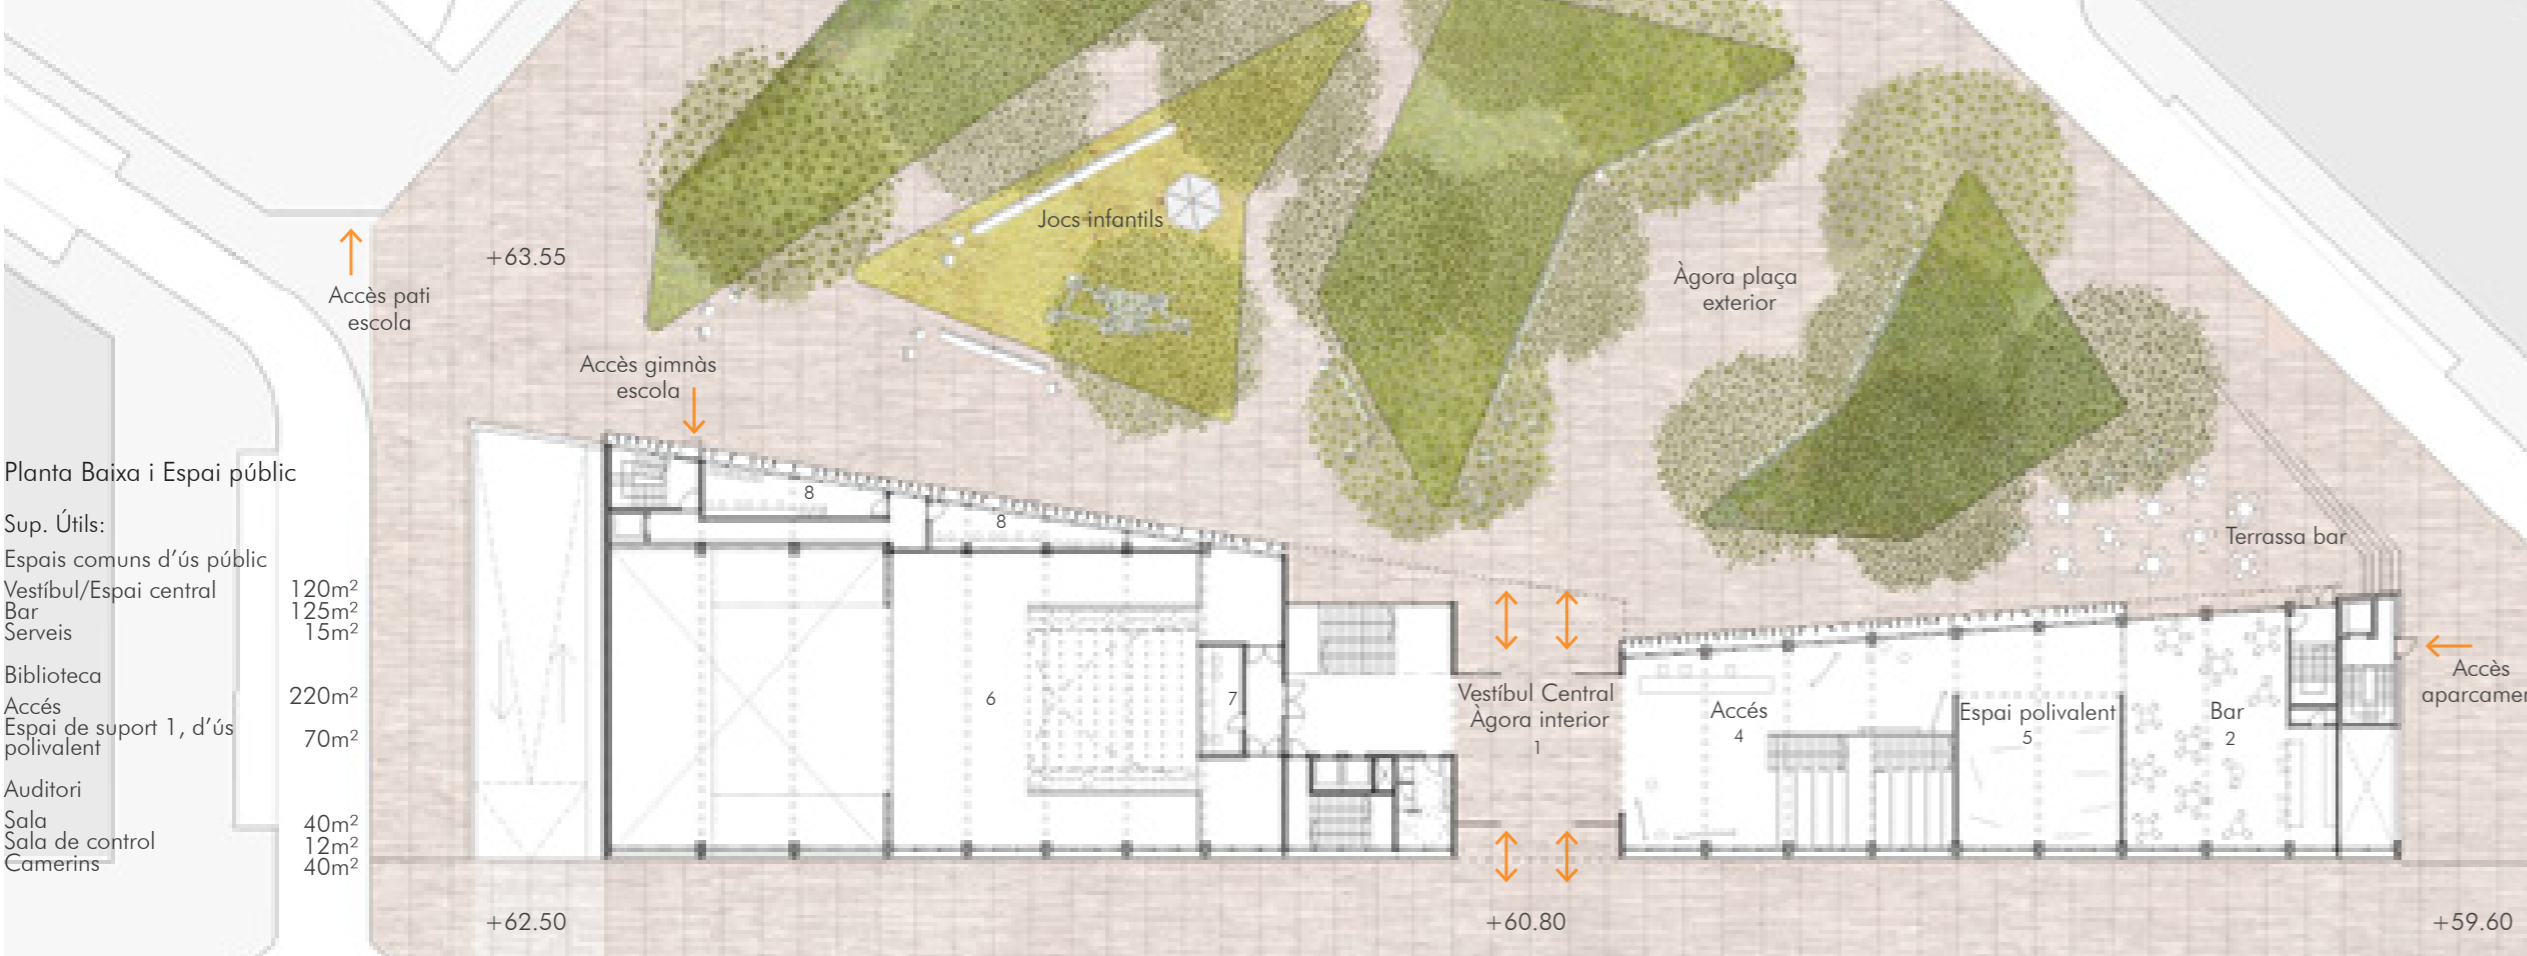 Jocs infantils
+63.55
Àgora plaça
exterior
Accès pati
escola
Accès gimnàs
escola
Planta Baixa i Espai públic
Sup. Útils:
Espais comuns d'ús públic
Vestíbul/Espai central 120m²
Bar 125m²
Serveis 15m²
Biblioteca
Accés 220m²
Espai de suport 1, d'ús
polivalent 70m²
Auditori
Sala 40m²
Sala de control 12m²
Camerins 40m²
8
8
6
7
Terrassa bar
Vestíbul Central
Àgora interior
1
Accés
4
Espai polivalent
5
Bar
2
Accès
aparcamen
+62.50
+60.80
+59.60